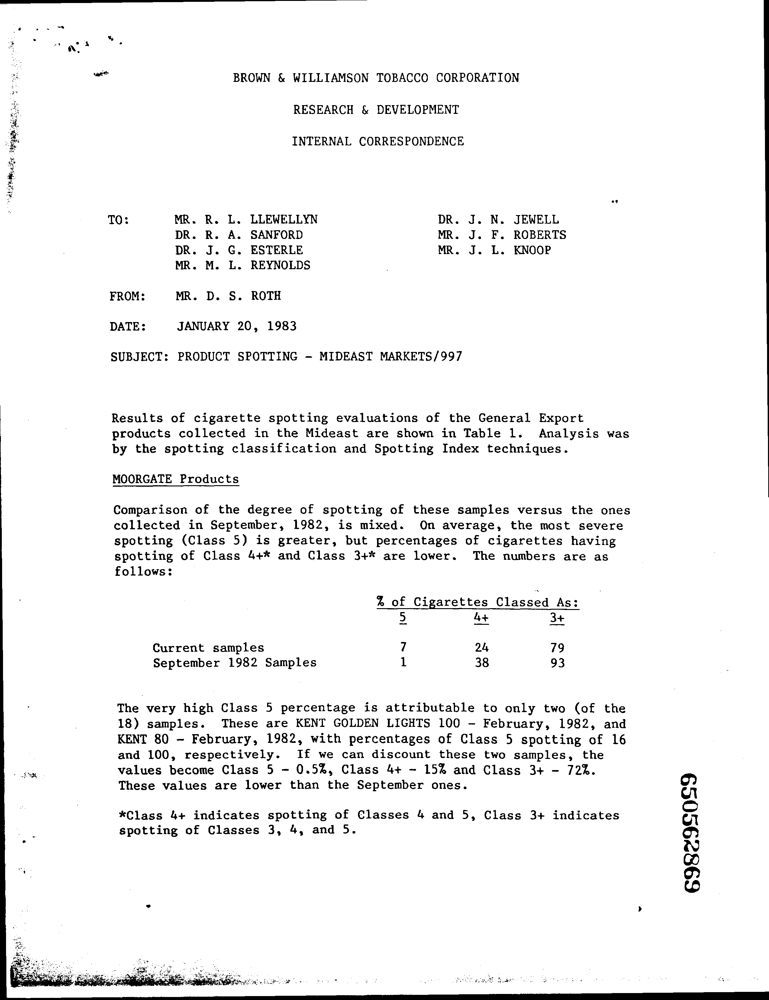 BROWN & WILLIAMSON TOBACCO CORPORATION
RESEARCH & DEVELOPMENT
INTERNAL CORRESPONDENCE
TO: MR. R. L. LLEWELLYN DR. J. N. JEWELL
DR. R. A. SANFORD MR. J. F. ROBERTS
DR. J. G. ESTERLE MR. J. L. KNOOP
MR. M. L. REYNOLDS
FROM: MR. D. S. ROTH
DATE: JANUARY 20, 1983
SUBJECT: PRODUCT SPOTTING - MIDEAST MARKETS/997
Results of cigarette spotting evaluations of the General Export
products collected in the Mideast are shown in Table 1. Analysis was
by the spotting classification and Spotting Index techniques.
MOORGATE Products
Comparison of the degree of spotting of these samples versus the ones
collected in September, 1982, is mixed. On average, the most severe
spotting (Class 5) is greater, but percentages of cigarettes having
spotting of Class 4+* and Class 3+* are lower. The numbers are as
follows:
% of Cigarettes Classed As:
5 4+ 3+
Current samples 7 24 79
September 1982 Samples 1 38 93
The very high Class 5 percentage is attributable to only two (of the
18) samples. These are KENT GOLDEN LIGHTS 100 - February, 1982, and
KENT 80 - February, 1982, with percentages of Class 5 spotting of 16
and 100, respectively. If we can discount these two samples, the
values become Class 5 - 0.5%, Class 4+ - 15% and Class 3+ - 72%.
These values are lower than the September ones.
*Class 4+ indicates spotting of Classes 4 and 5, Class 3+ indicates
spotting of Classes 3, 4, and 5.
650562869